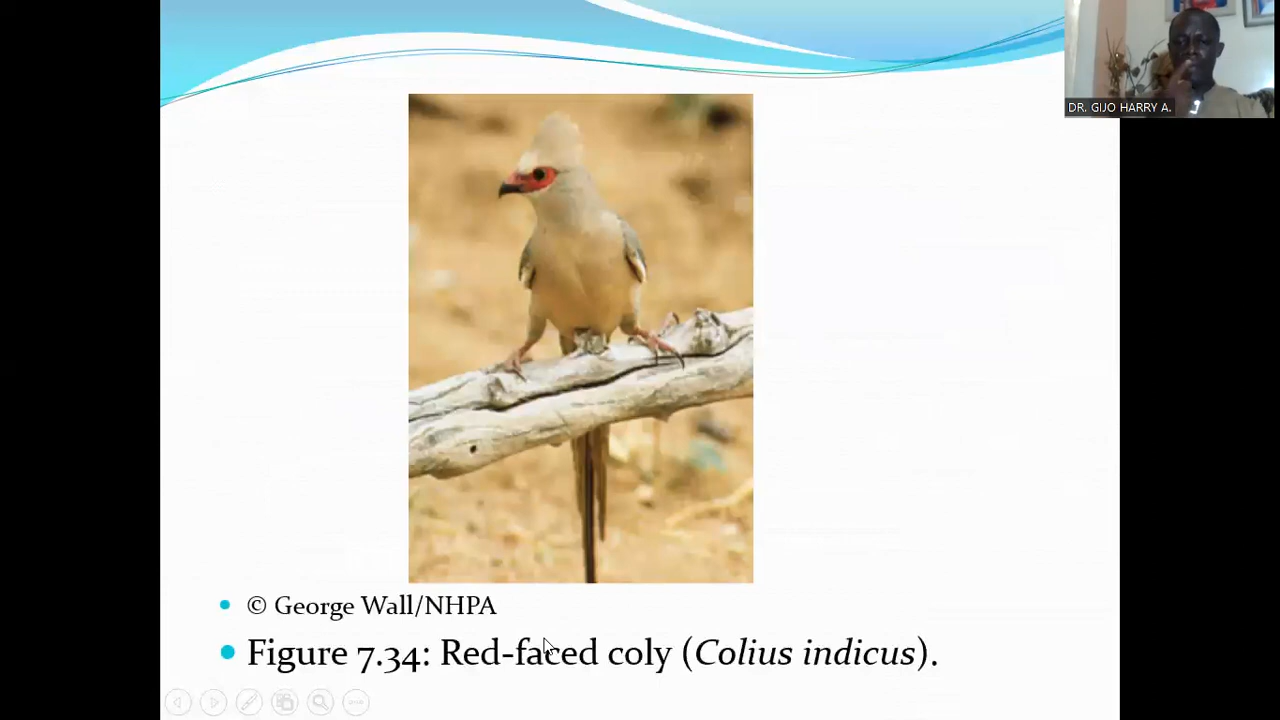 DR. GIJO HARRY A.
© George Wall/NHPA
Figure 7.34: Red-faced coly (Colius indicus).